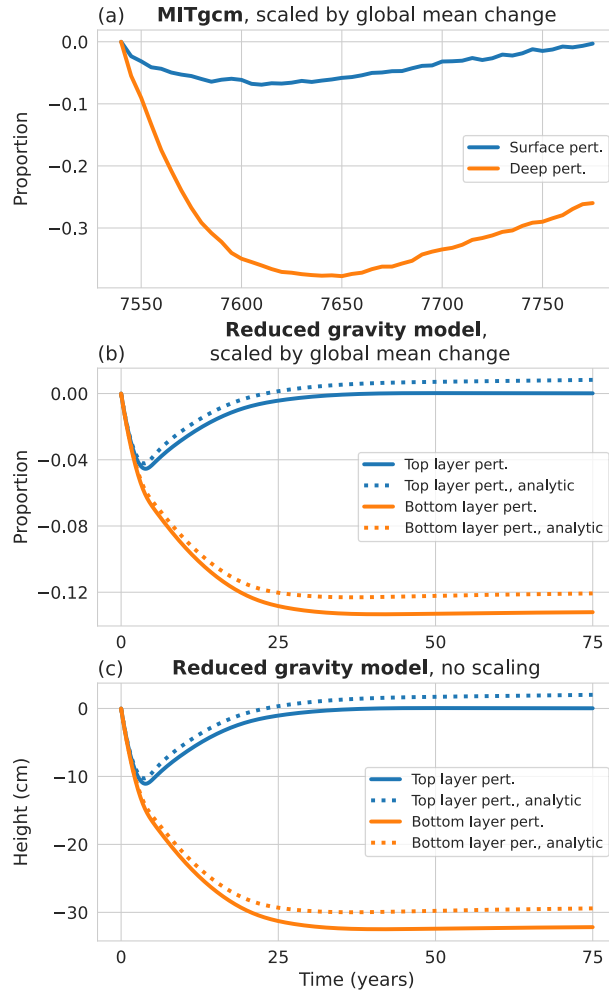 (a) MITgcm, scaled by global mean change
0.0
−0.1
−0.2
−0.3
Proportion
Surface pert.
Deep pert.
7550 7600 7650 7700 7750
Reduced gravity model,
(b) scaled by global mean change
0.00
−0.04
−0.08
−0.12
Proportion
Top layer pert.
Top layer pert., analytic
Bottom layer pert.
Bottom layer pert., analytic
0 25 50 75
(c) Reduced gravity model, no scaling
0
−10
−20
−30
Height (cm)
Top layer pert.
Top layer pert., analytic
Bottom layer pert.
Bottom layer per., analytic
0 25 50 75
Time (years)